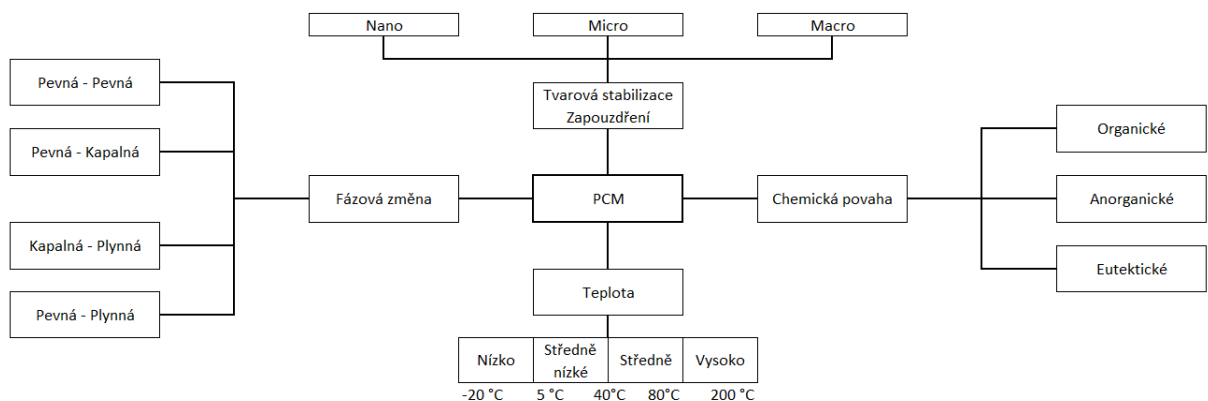 Nano
Micro
Macro
Pevná - Pevná
Tvarová stabilizace
Zapouzdření
Organické
Pevná - Kapalná
Fázová změna
PCM
Chemická povaha
Anorganické
Kapalná - Plynná
Eutektické
Teplota
Pevná - Plynná
Nízko
Středně
nízké
Středně
Vysoko
-20 °C
5 °C
40°C
80°C
200 °C